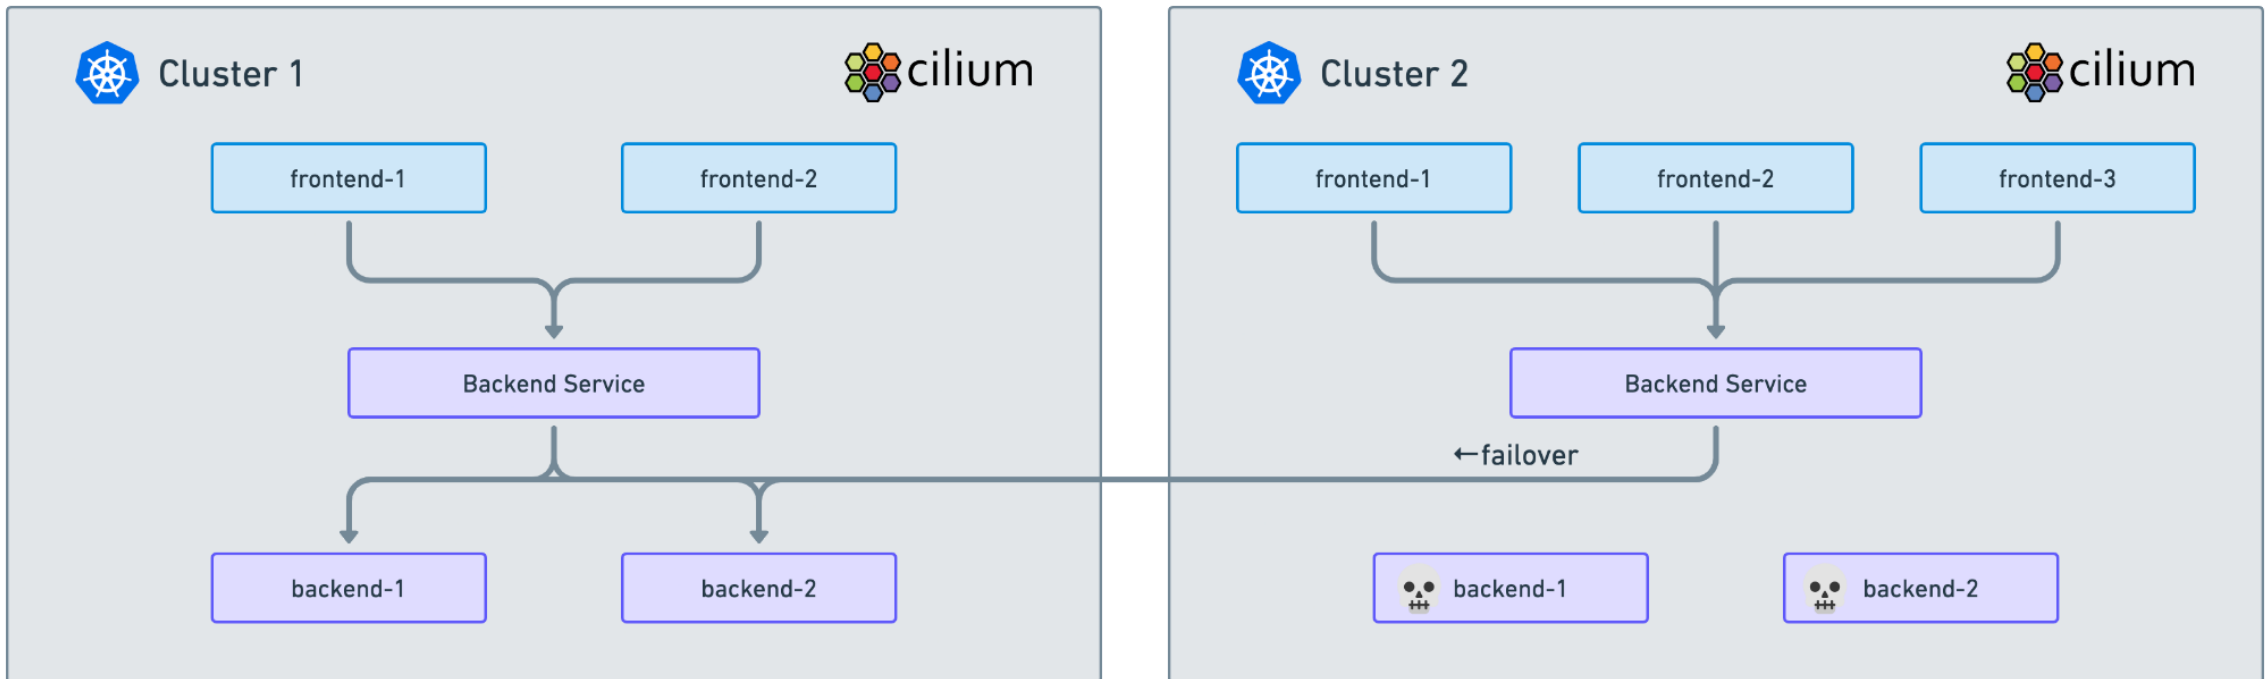 Cluster 1
cilium
Cluster 2
cilium
frontend-1
frontend-2
frontend-1
frontend-2
frontend-3
Backend Service
Backend Service
←failover
backend-1
backend-2
backend-1
backend-2